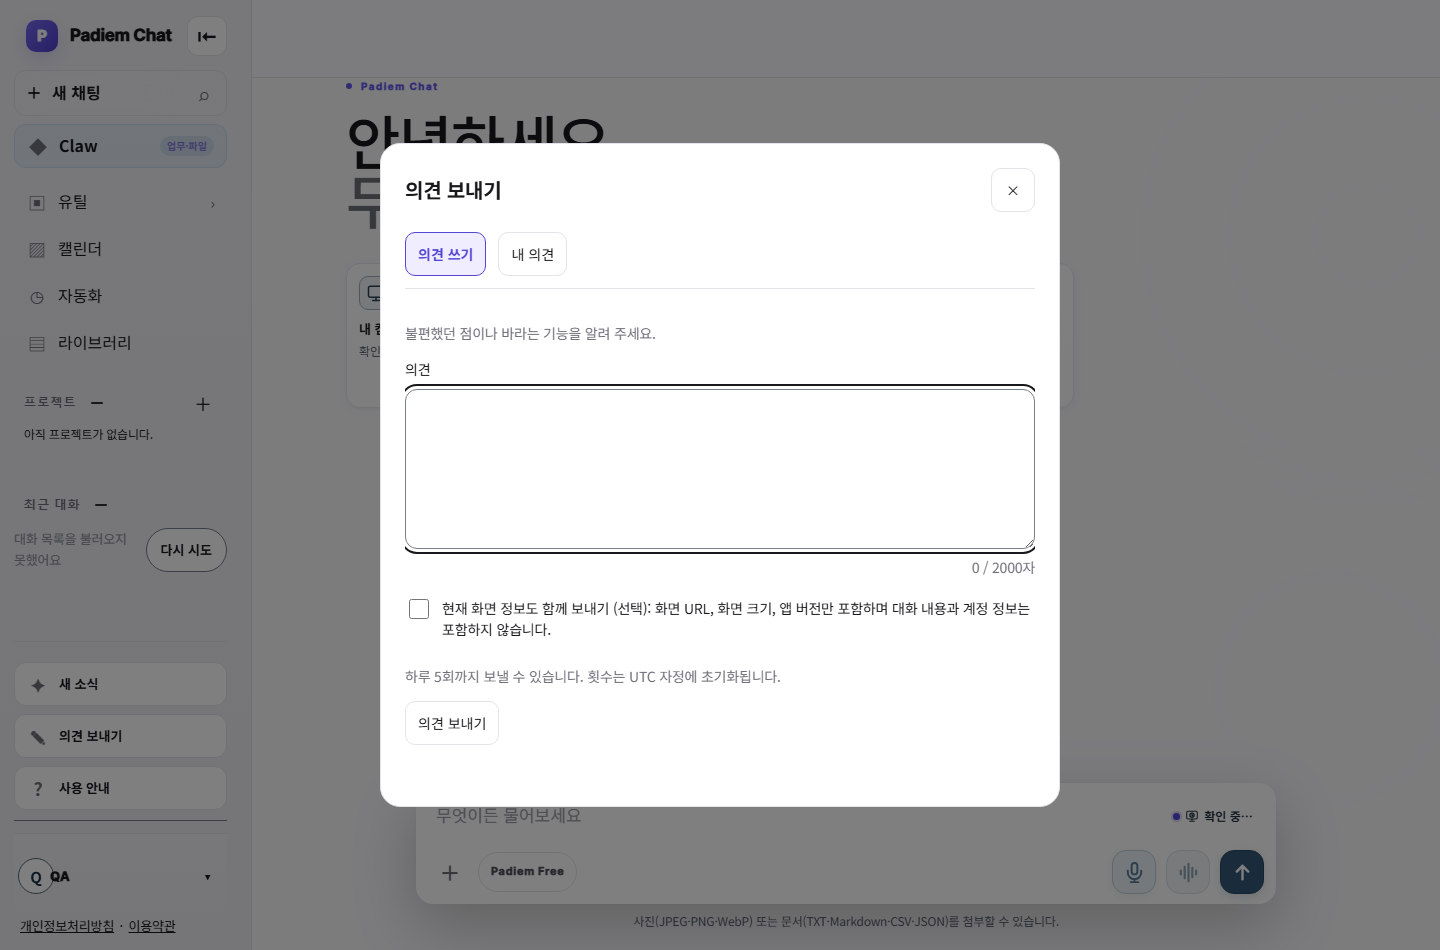 P Padiem Chat
+ 새 채팅
Claw 업무·파일
유틸
캘린더
자동화
라이브러리
프로젝트
아직 프로젝트가 없습니다.
최근 대화
대화 목록을 불러오지
못했어요
다시 시도
새 소식
의견 보내기
? 사용 안내
Q QA
개인정보처리방침 · 이용약관
Padiem Chat
안녕하세요
내
확인
의견 보내기
×
의견 쓰기
내 의견
불편했던 점이나 바라는 기능을 알려 주세요.
의견
0 / 2000자
현재 화면 정보도 함께 보내기 (선택): 화면 URL, 화면 크기, 앱 버전만 포함하며 대화 내용과 계정 정보는
포함하지 않습니다.
하루 5회까지 보낼 수 있습니다. 횟수는 UTC 자정에 초기화됩니다.
의견 보내기
무엇이든 물어보세요
확인 중…
+ Padiem Free
사진(JPEG·PNG·WebP) 또는 문서(TXT·Markdown·CSV·JSON)를 첨부할 수 있습니다.